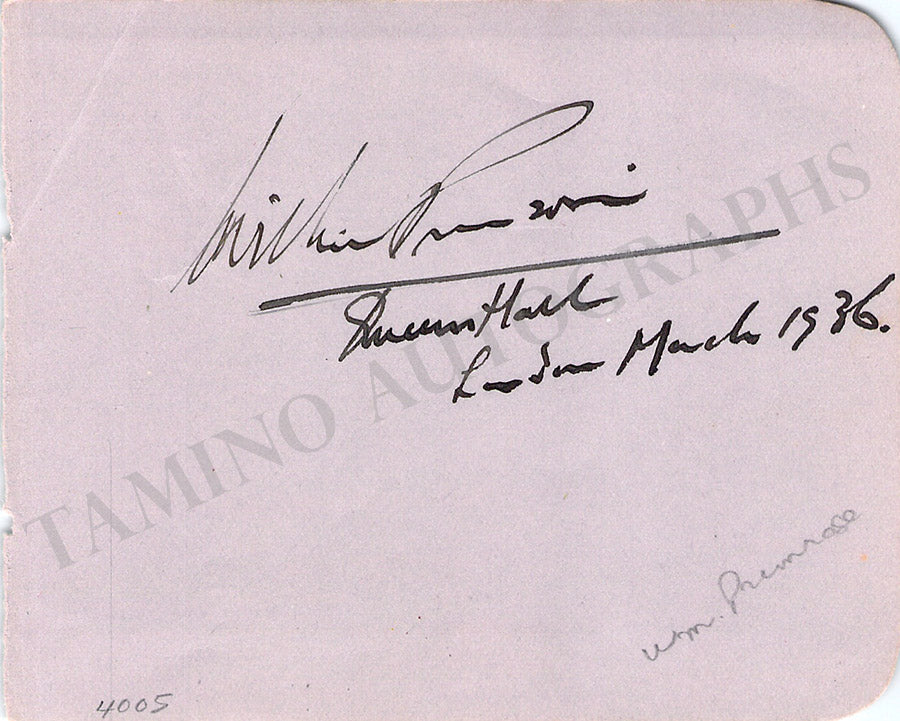 William Primrose
Queens Hall
London March 1936.
TAMINO AUTOGRAPHS
Wm. Primrose
4005